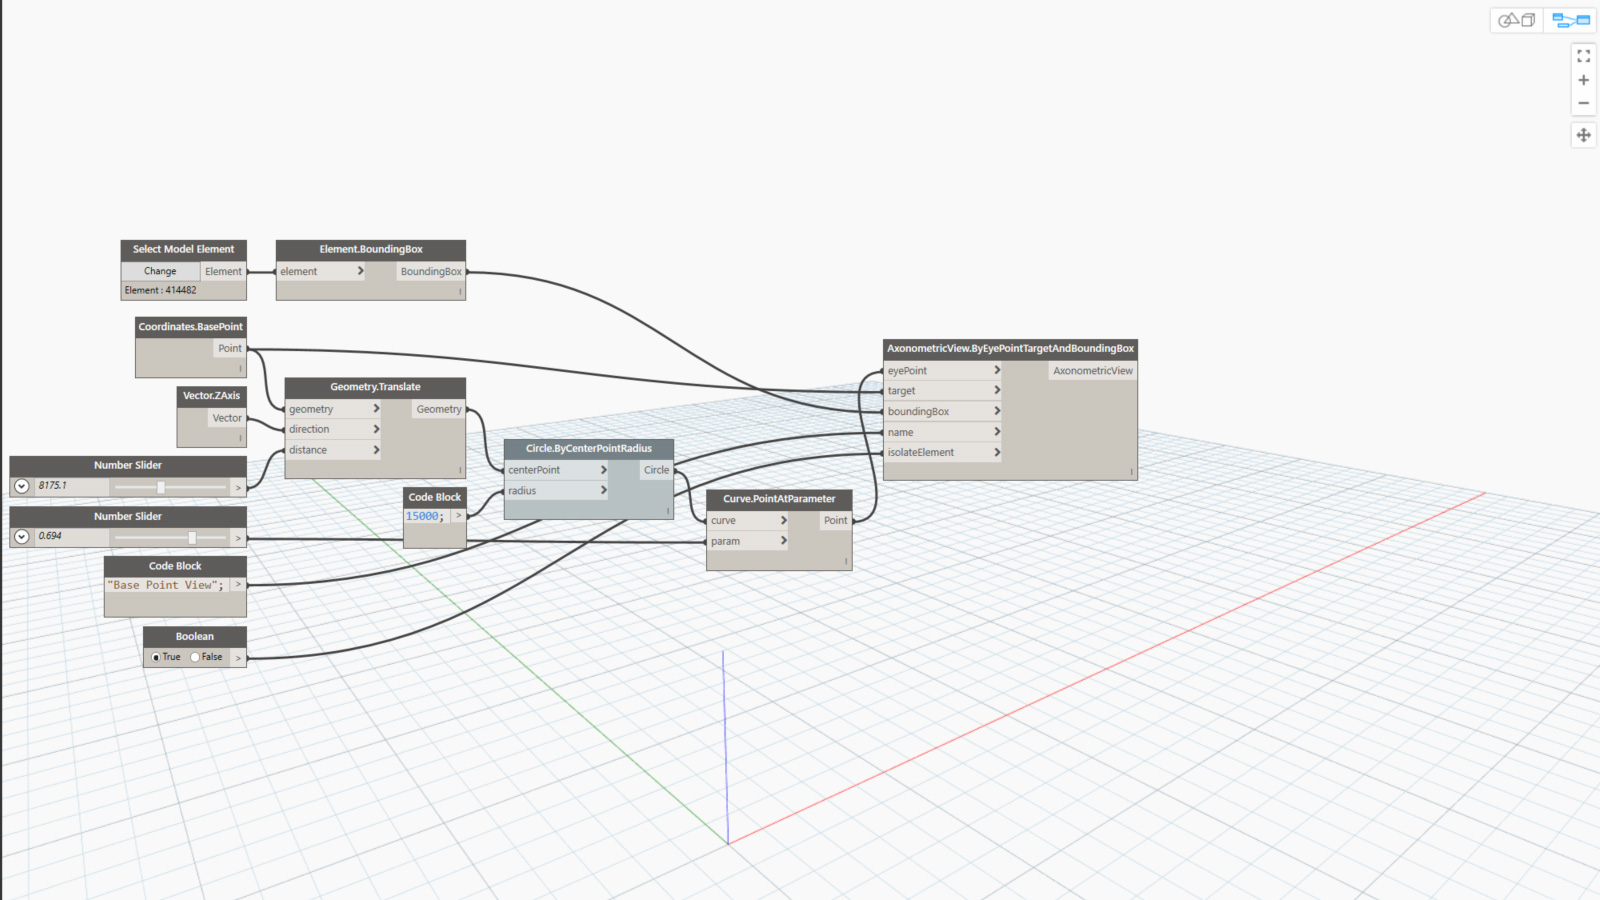 Select Model Element
Change Element
Element : 414482
Element.BoundingBox
element > BoundingBox
Coordinates.BasePoint
Point
Vector.ZAxis
Vector
Geometry.Translate
geometry > Geometry
direction >
distance >
Number Slider
8175.1 >
Number Slider
0.694 >
Code Block
"Base Point View"; >
Boolean
True False >
Code Block
15000; >
Circle.ByCenterPointRadius
centerPoint > Circle
radius >
Curve.PointAtParameter
curve > Point
param >
AxonometricView.ByEyePointTargetAndBoundingBox
eyePoint > AxonometricView
target >
boundingBox >
name >
isolateElement >